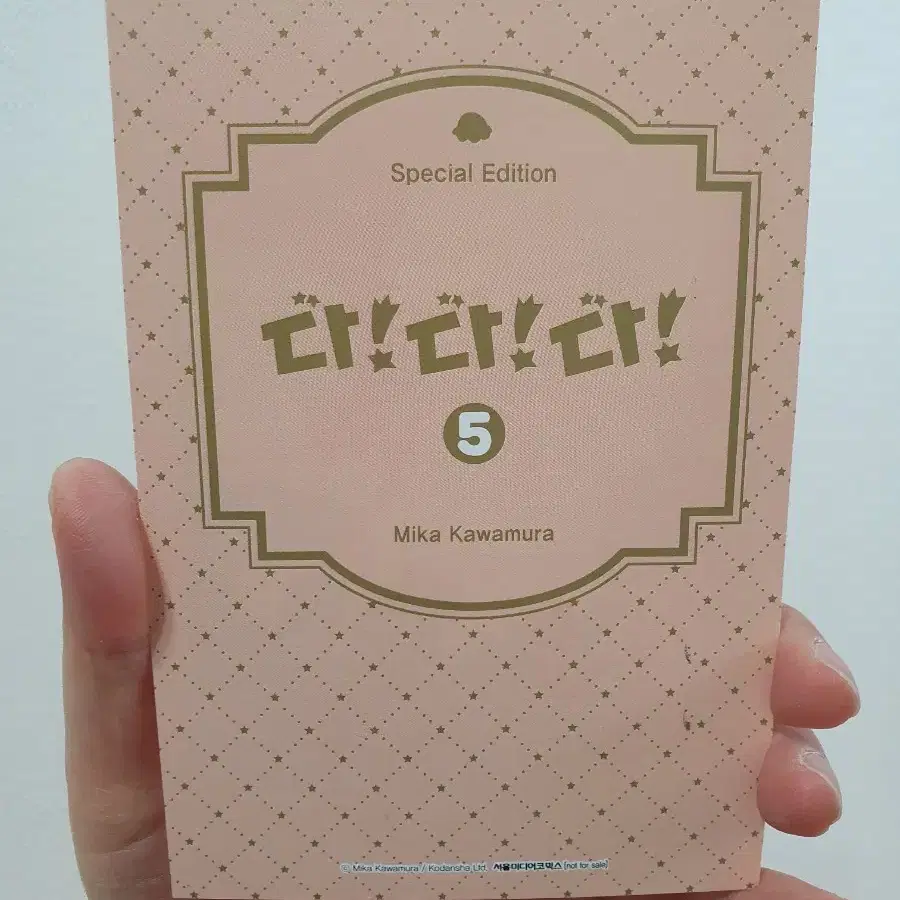 Special Edition
다!다!다!
5
Mika Kawamura
ⓒ Mika Kawamura / Kodansha Ltd. 서울미디어코믹스 (not for sale)